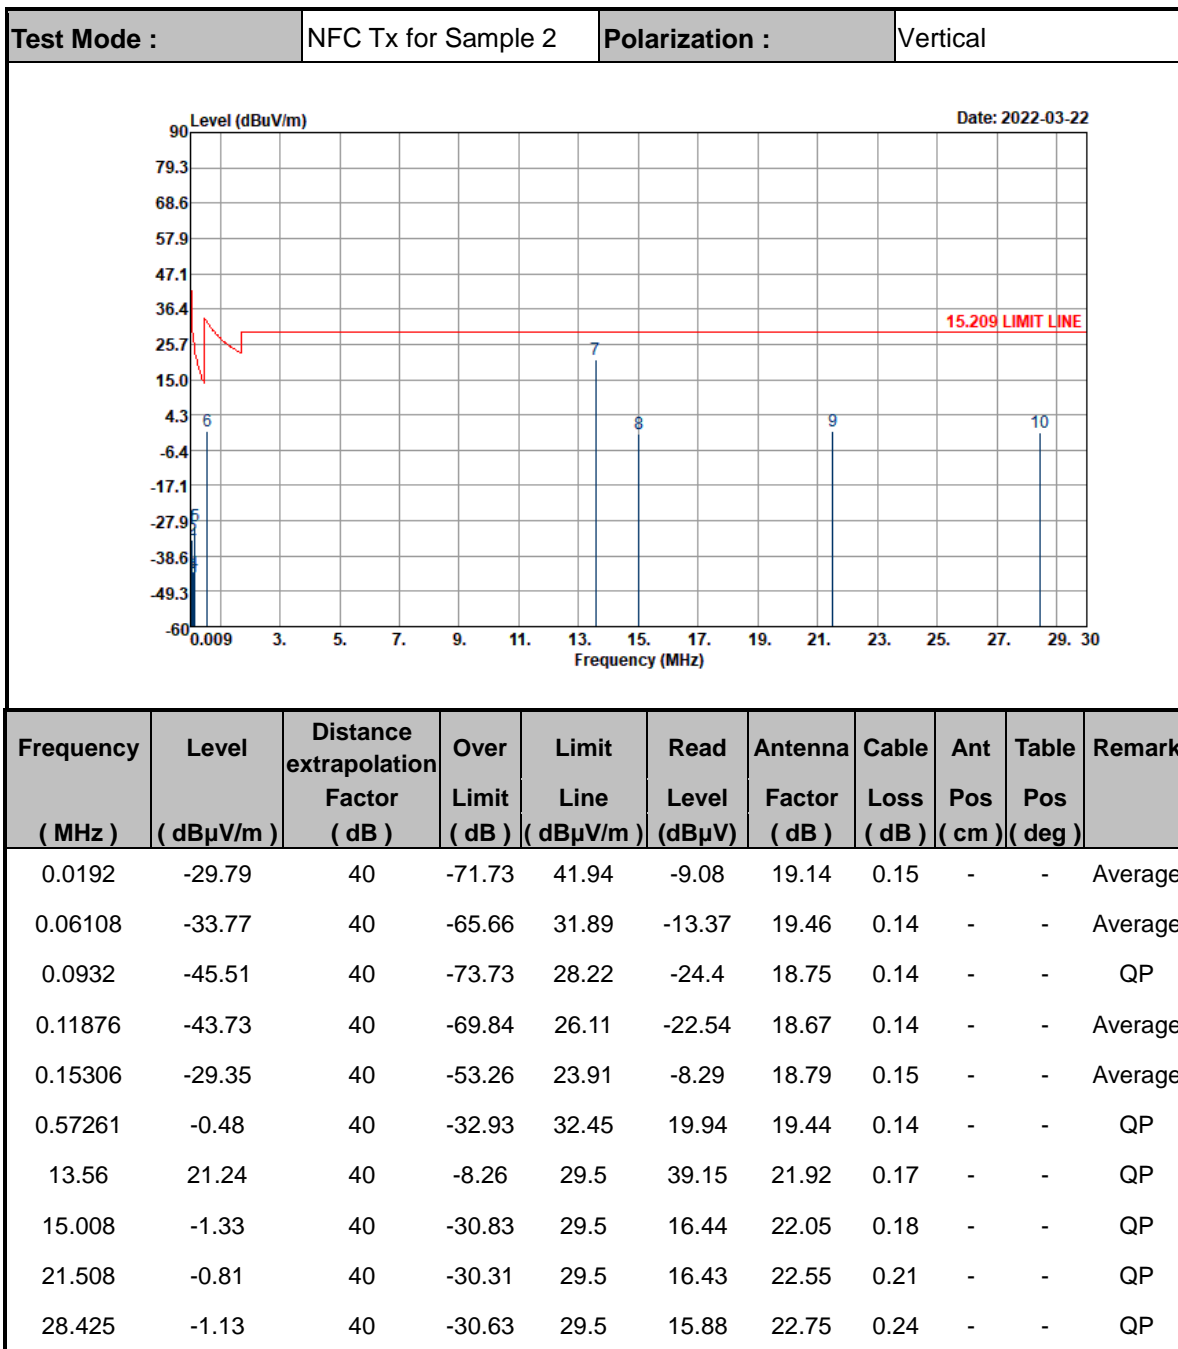 Test Mode : NFC Tx for Sample 2 Polarization : Vertical
Level (dBuV/m) Date: 2022-03-22
90
79.3
68.6
57.9
47.1
36.4
15.209 LIMIT LINE
25.7
7
15.0
4.3
6 8 9 10
-6.4
-17.1
5
-27.9
2
-38.6
4
-49.3
-60
0.009 3. 5. 7. 9. 11. 13. 15. 17. 19. 21. 23. 25. 27. 29. 30
Frequency (MHz)
Frequency Level Distance extrapolation Over Limit Read Antenna Cable Ant Table Remark
Factor Limit Line Level Factor Loss Pos Pos
( MHz ) ( dBµV/m ) ( dB ) ( dB ) ( dBµV/m ) (dBµV) ( dB ) ( dB ) ( cm ) ( deg )
0.0192 -29.79 40 -71.73 41.94 -9.08 19.14 0.15 - - Average
0.06108 -33.77 40 -65.66 31.89 -13.37 19.46 0.14 - - Average
0.0932 -45.51 40 -73.73 28.22 -24.4 18.75 0.14 - - QP
0.11876 -43.73 40 -69.84 26.11 -22.54 18.67 0.14 - - Average
0.15306 -29.35 40 -53.26 23.91 -8.29 18.79 0.15 - - Average
0.57261 -0.48 40 -32.93 32.45 19.94 19.44 0.14 - - QP
13.56 21.24 40 -8.26 29.5 39.15 21.92 0.17 - - QP
15.008 -1.33 40 -30.83 29.5 16.44 22.05 0.18 - - QP
21.508 -0.81 40 -30.31 29.5 16.43 22.55 0.21 - - QP
28.425 -1.13 40 -30.63 29.5 15.88 22.75 0.24 - - QP